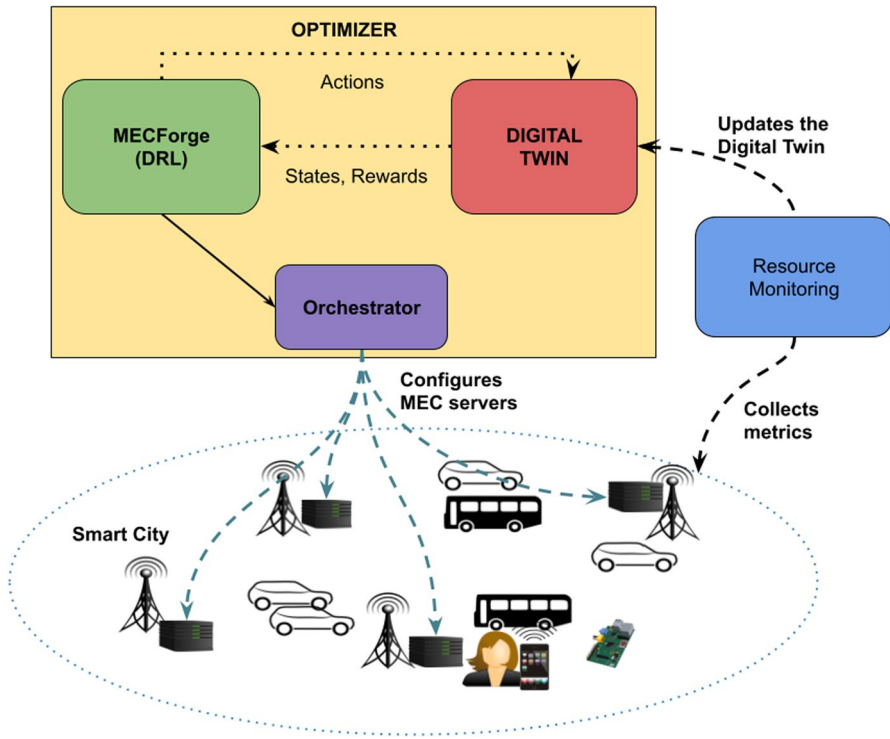 OPTIMIZER
Actions
MECForge
(DRL)
DIGITAL
TWIN
States, Rewards
Updates the
Digital Twin
Resource
Monitoring
Orchestrator
Configures
MEC servers
Collects
metrics
Smart City